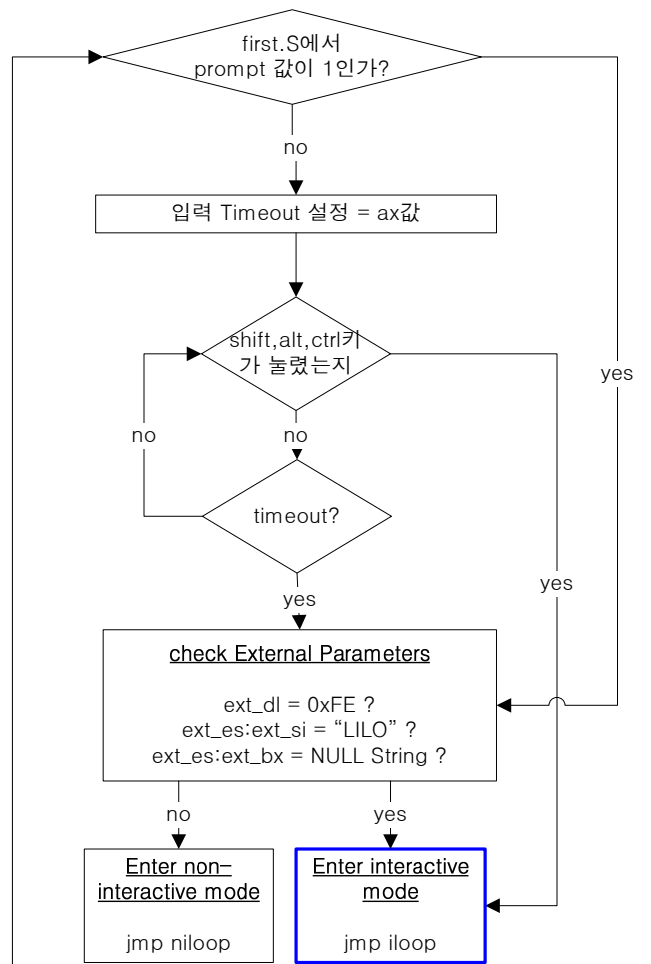 first.S에서
prompt 값이 1인가?
no
입력 Timeout 설정 = ax값
shift,alt,ctrl키
가 눌렸는지
yes
no
no
timeout?
yes
yes
check External Parameters
ext_dl = 0xFE ?
ext_es:ext_si = “LILO” ?
ext_es:ext_bx = NULL String ?
no
yes
Enter non-
interactive mode
jmp niloop
Enter interactive
mode
jmp iloop